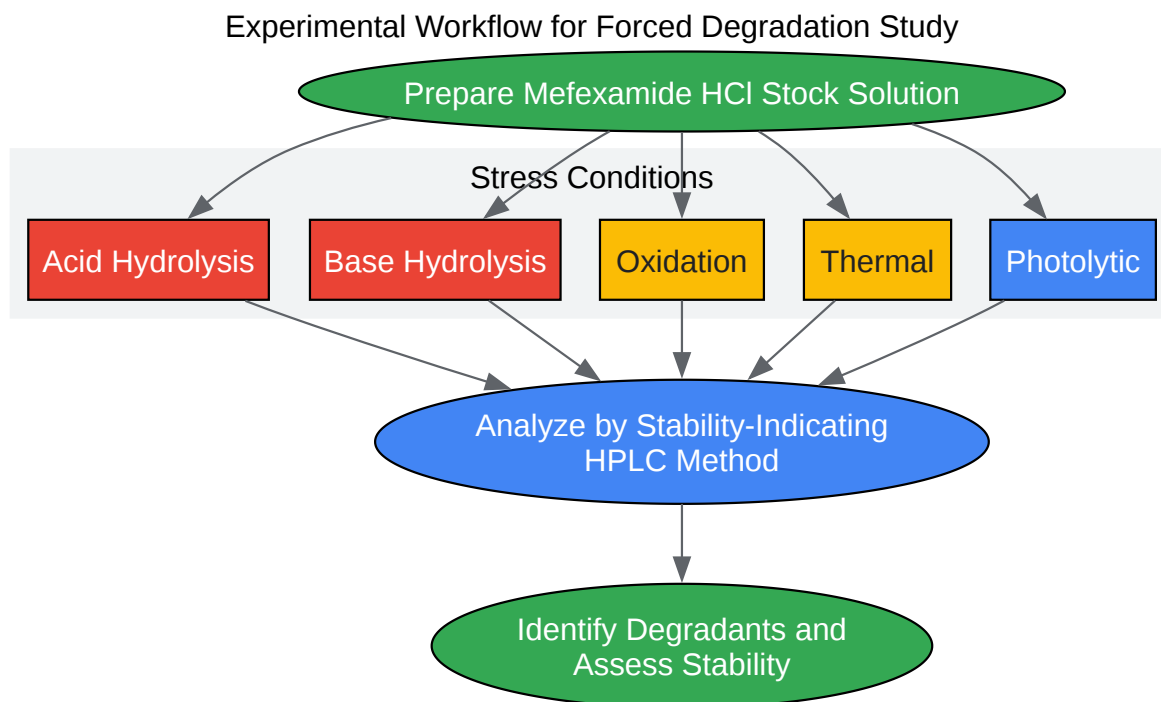 Experimental Workflow for Forced Degradation Study
Prepare Mefexamide HCl Stock Solution
Stress Conditions
Acid Hydrolysis
Base Hydrolysis
Oxidation
Thermal
Photolytic
Analyze by Stability-Indicating
HPLC Method
Identify Degradants and
Assess Stability